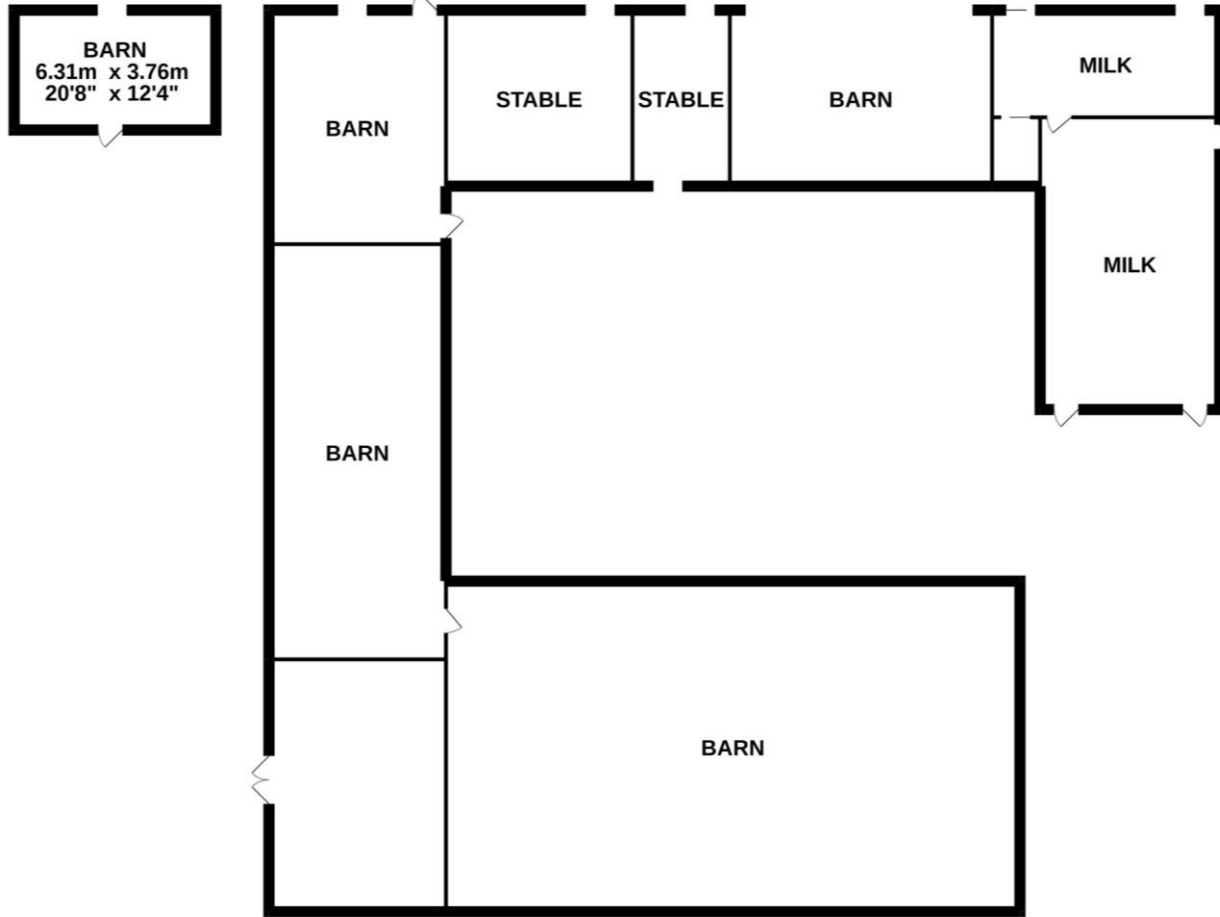 BARN
6.31m x 3.76m
20'8" x 12'4"
BARN
STABLE
STABLE
BARN
MILK
MILK
BARN
BARN